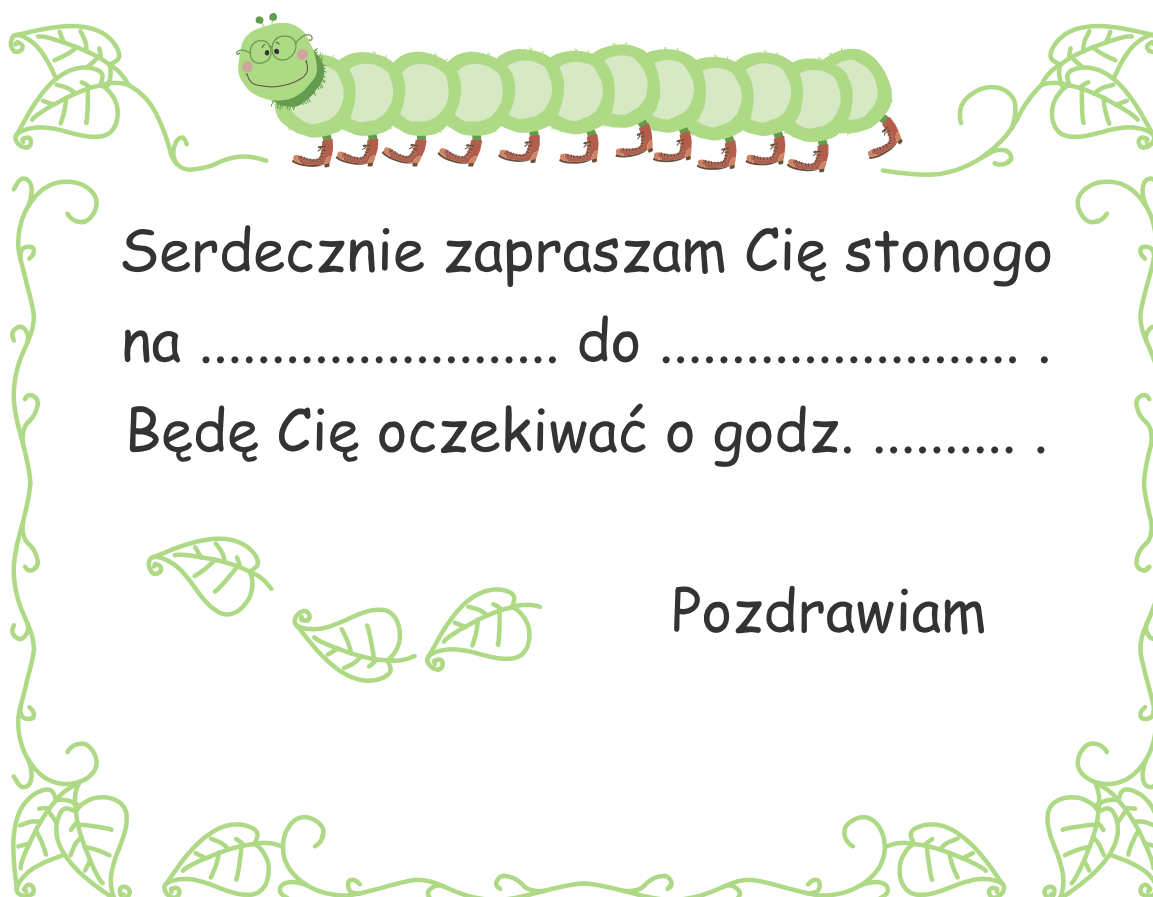 Serdecznie zapraszam Cię stonogo
na ......................... do ......................... .
Będę Cię oczekiwać o godz. .......... .
Pozdrawiam